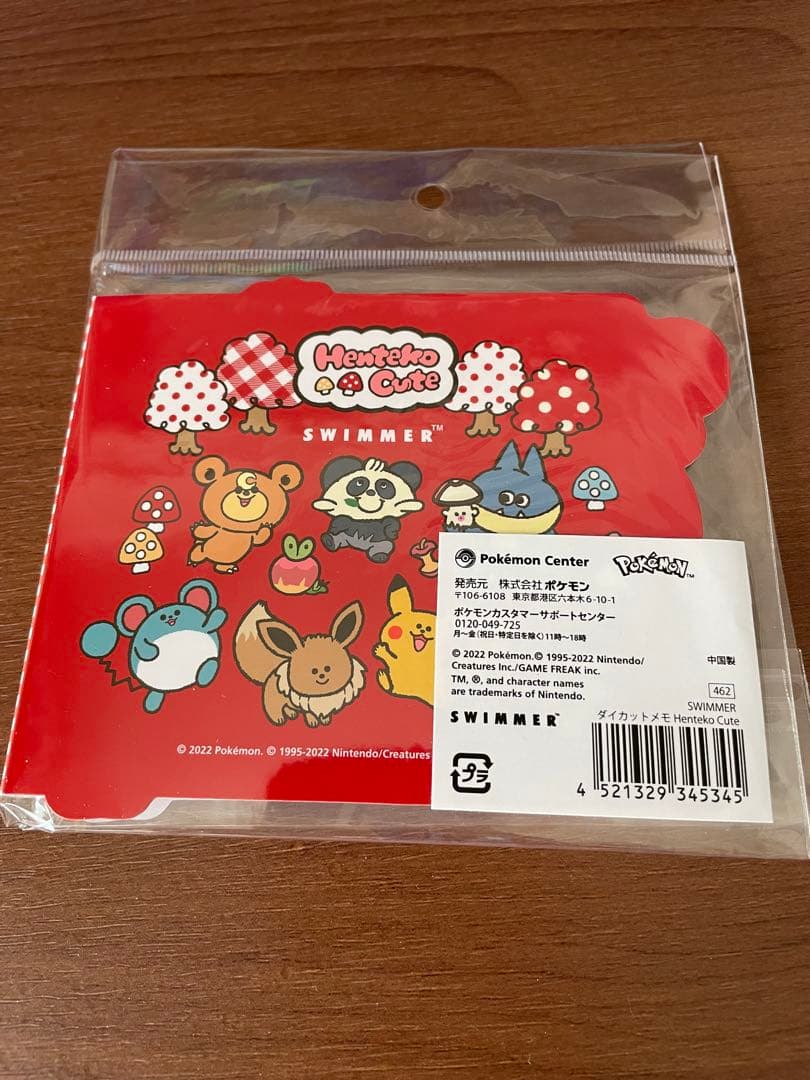 Henteko
Cute
SWIMMER™
© 2022 Pokémon. © 1995-2022 Nintendo/Creatures
Pokémon Center
POKéMON™
発売元 株式会社ポケモン
〒106-6108 東京都港区六本木6-10-1
ポケモンカスタマーサポートセンター
0120-049-725
月～金(祝日・特定日を除く)11時～18時
© 2022 Pokémon.© 1995-2022 Nintendo/
Creatures Inc./GAME FREAK inc.
TM, ®, and character names
are trademarks of Nintendo.
中国製
462
SWIMMER
ダイカットメモ Henteko Cute
SWIMMER™
プラ
4 521329 345345